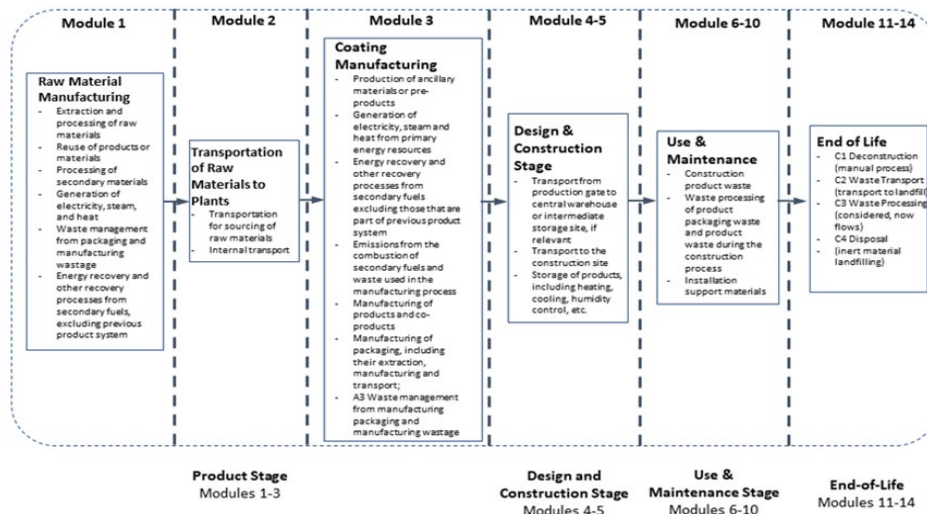 Module 1
Module 2
Module 3
Module 4-5
Module 6-10
Module 11-14
Raw Material
Manufacturing
- Extraction and
processing of raw
materials
- Reuse of products or
materials
- Processing of
secondary materials
- Generation of
electricity, steam,
and heat
- Waste management
from packaging and
manufacturing
wastage
- Energy recovery and
other recovery
processes from
secondary fuels,
excluding previous
product system
Transportation
of Raw
Materials to
Plants
- Transportation
for sourcing of
raw materials
- Internal transport
Coating
Manufacturing
- Production of ancillary
materials or pre-
products
- Generation of
electricity, steam and
heat from primary
energy resources
- Energy recovery and
other recovery processes
from secondary fuels
excluding those that are
part of previous product
system
- Emissions from the
combustion of
secondary fuels and
waste used in the
manufacturing process
- Manufacturing of
products and co-
products
- Manufacturing of
packaging, including
their extraction,
manufacturing and
transport;
- A3 Waste management
from manufacturing
packaging and
manufacturing wastage
Design &
Construction
Stage
- Transport from
production gate to
central warehouse
or intermediate
storage site, if
relevant
- Transport to the
construction site
- Storage of products,
including heating,
cooling, humidity
control, etc.
Use &
Maintenance
- Construction
product waste
- Waste processing
of product
packaging waste
and product
waste during the
construction
process
- Installation
support materials
End of Life
- C1 Deconstruction
(manual process)
- C2 Waste Transport
(transport to landfill)
- C3 Waste Processing
(considered, now
flows)
- C4 Disposal
- (inert material
landfilling)
Product Stage
Modules 1-3
Design and
Construction Stage
Modules 4-5
Use &
Maintenance Stage
Modules 6-10
End-of-Life
Modules 11-14